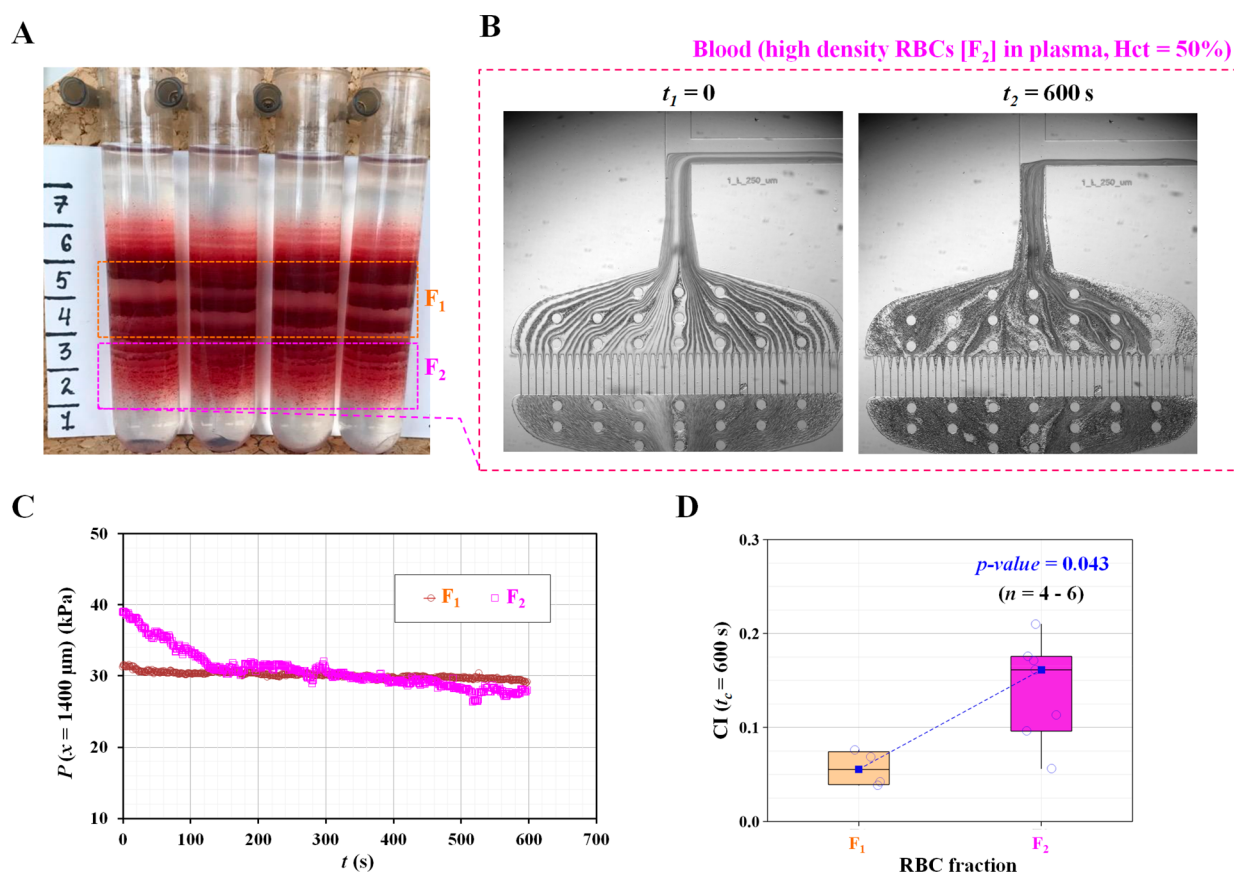 A
7
6
5
4
3
2
1
F₁
F₂
B
Blood (high density RBCs [F₂] in plasma, Hct = 50%)
t₁ = 0
t₂ = 600 s
1_k_250_um
1_k_250_um
C
P (x = 1400 μm) (kPa)
50
40
30
20
10
0
100
200
300
400
500
600
700
t (s)
F₁
F₂
D
CI (t_c = 600 s)
0.3
0.2
0.1
0.0
p-value = 0.043
(n = 4 - 6)
F₁
F₂
RBC fraction